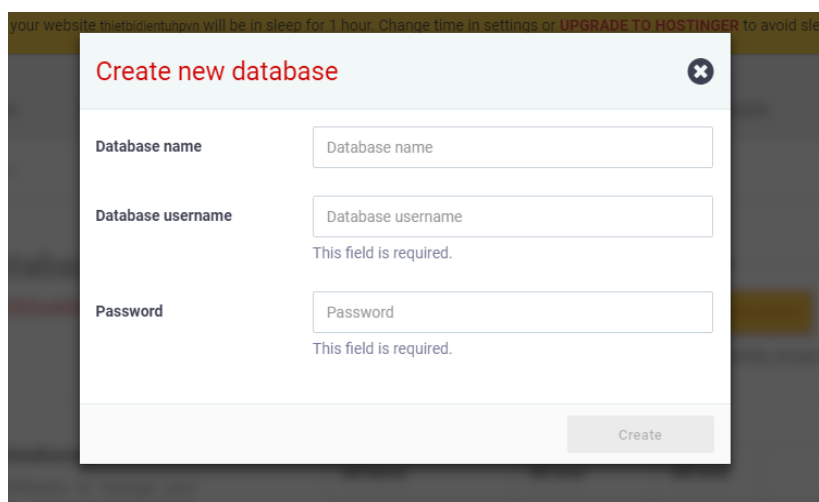 your website thietbidientuhpvn will be in sleep for 1 hour. Change time in settings or UPGRADE TO HOSTINGER to avoid sle
Create new database
Database name Database name
Database username Database username
This field is required.
Password Password
This field is required.
Create